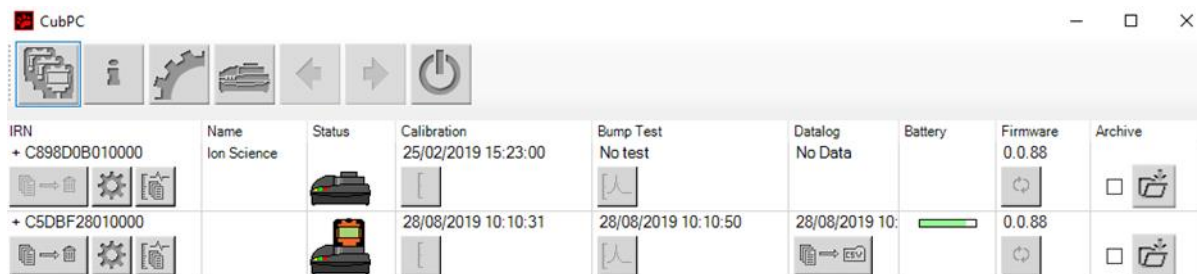 CubPC
IRN Name Status Calibration Bump Test Datalog Battery Firmware Archive
+ C898D0B010000 Ion Science 25/02/2019 15:23:00 No test No Data 0.0.88
+ C5DBF28010000 28/08/2019 10:10:31 28/08/2019 10:10:50 28/08/2019 10: 0.0.88
CSV